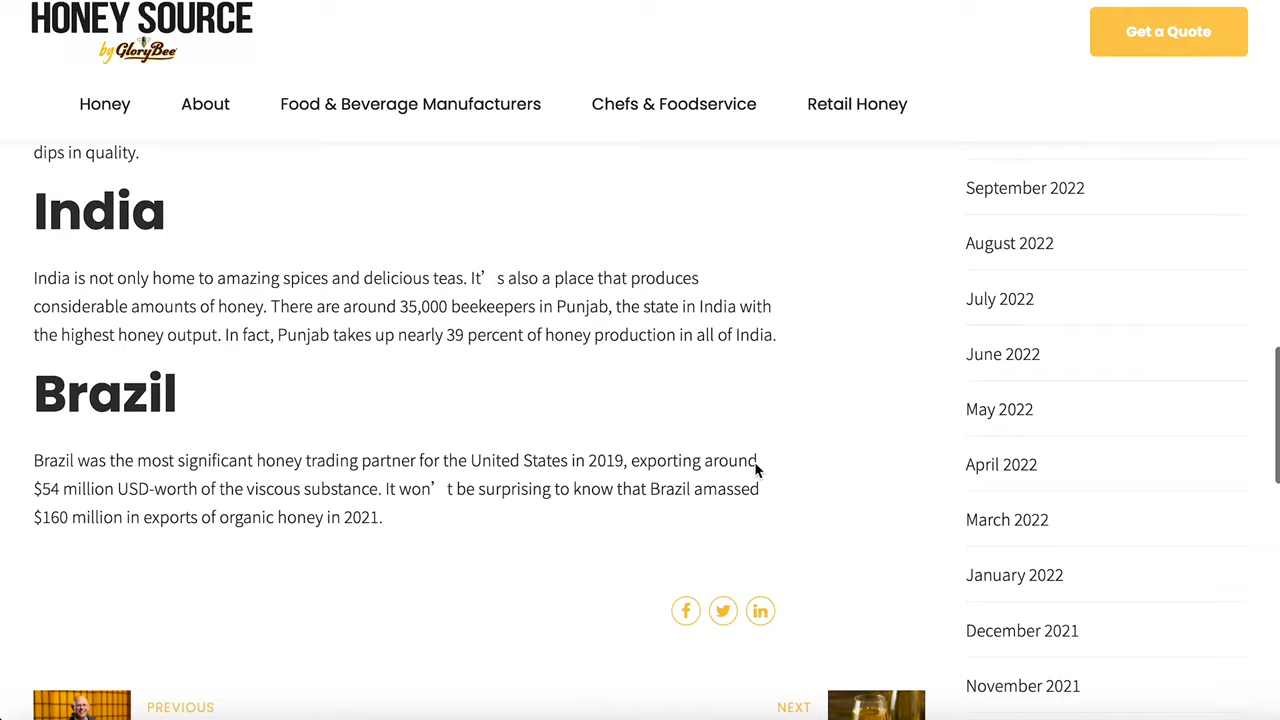 HONEY SOURCE
by GloryBee
Get a Quote
Honey
About
Food & Beverage Manufacturers
Chefs & Foodservice
Retail Honey
dips in quality.
India
India is not only home to amazing spices and delicious teas. It’s also a place that produces
considerable amounts of honey. There are around 35,000 beekeepers in Punjab, the state in India with
the highest honey output. In fact, Punjab takes up nearly 39 percent of honey production in all of India.
Brazil
Brazil was the most significant honey trading partner for the United States in 2019, exporting around
$54 million USD-worth of the viscous substance. It won’t be surprising to know that Brazil amassed
$160 million in exports of organic honey in 2021.
PREVIOUS
NEXT
September 2022
August 2022
July 2022
June 2022
May 2022
April 2022
March 2022
January 2022
December 2021
November 2021